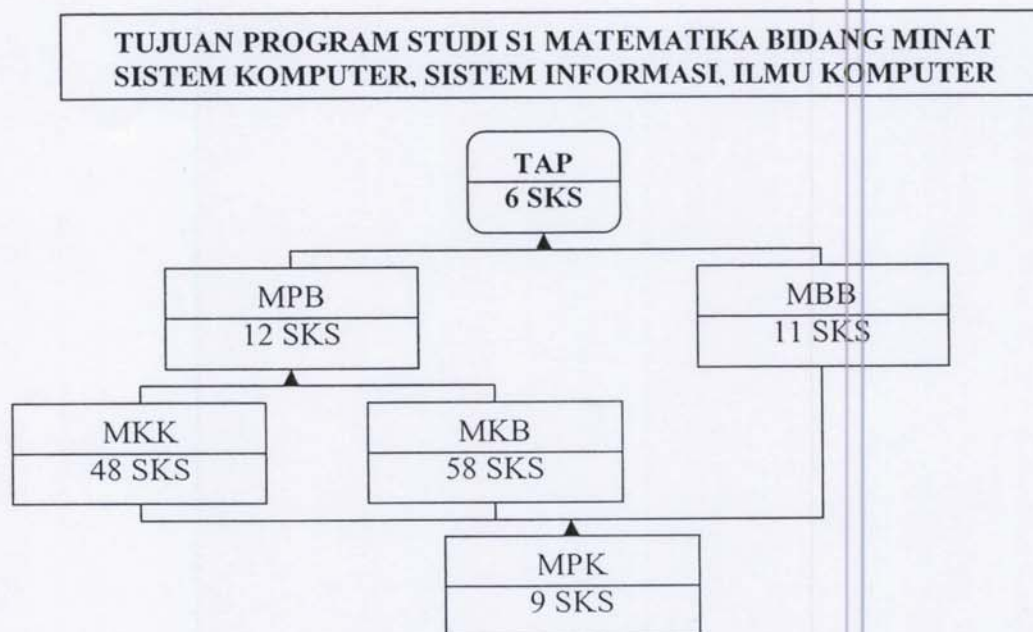 TUJUAN PROGRAM STUDI S1 MATEMATIKA BIDANG MINAT
SISTEM KOMPUTER, SISTEM INFORMASI, ILMU KOMPUTER
TAP
6 SKS
MPB
12 SKS
MBB
11 SKS
MKK
48 SKS
MKB
58 SKS
MPK
9 SKS